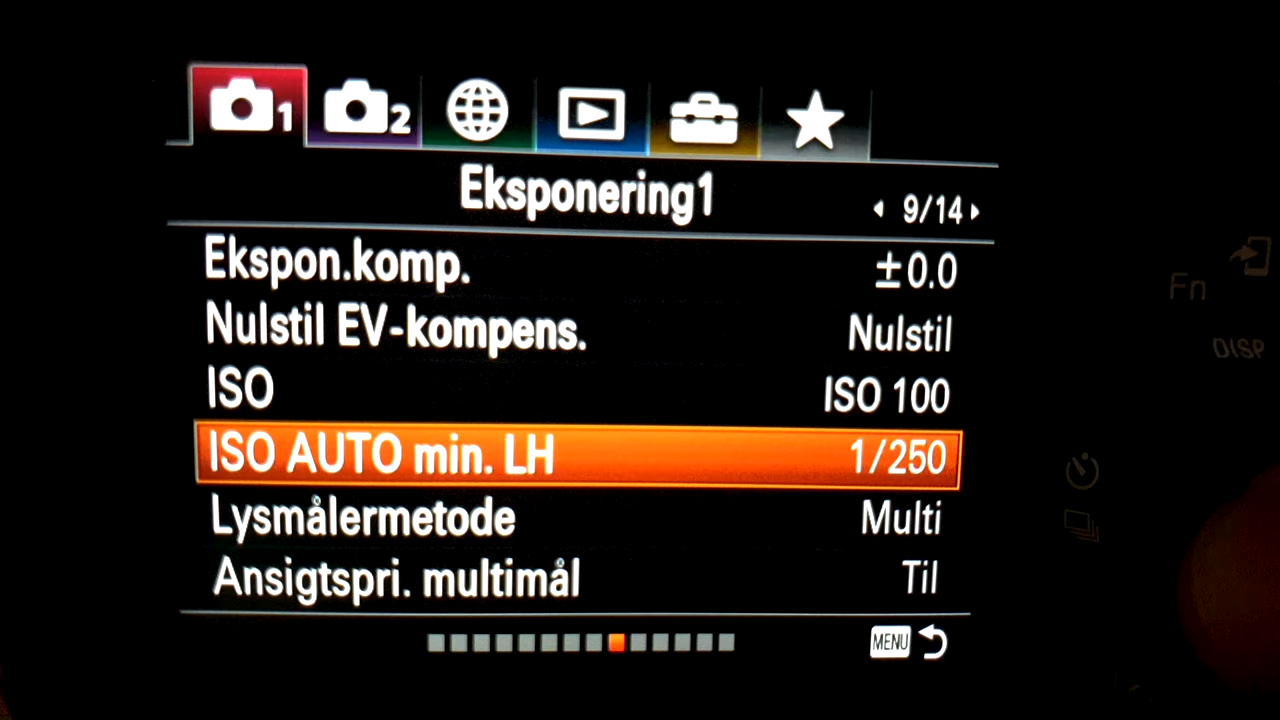 1 2
Eksponering1
9/14
Ekspon.komp. ±0.0
Nulstil EV-kompens. Nulstil
ISO ISO 100
ISO AUTO min. LH 1/250
Lysmålermetode Multi
Ansigtspri. multimål Til
MENU
Fn
DISP